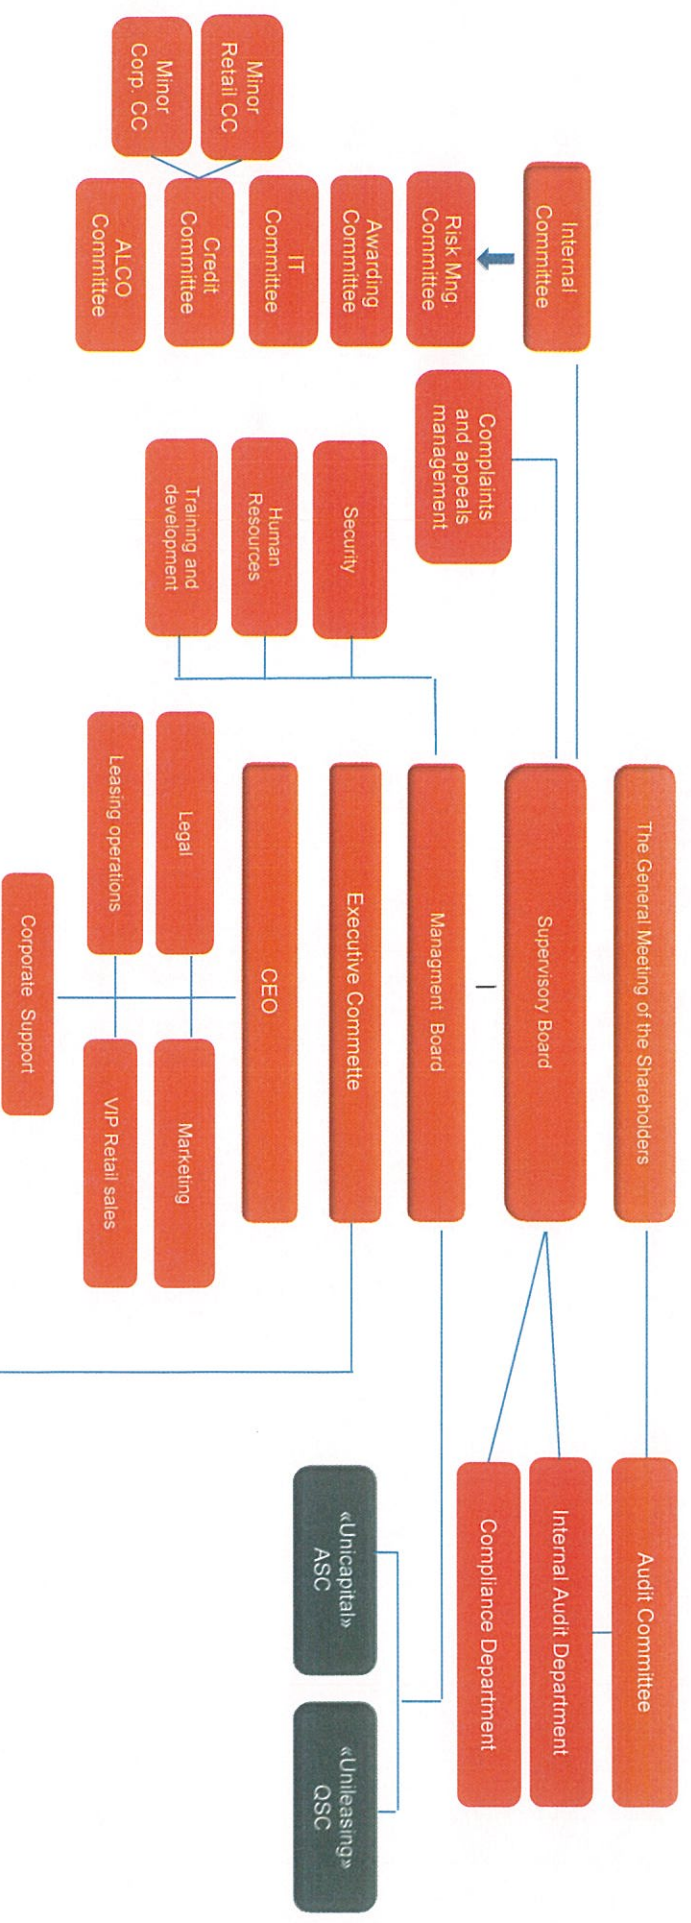 The General Meeting of the Shareholders
Audit Committee
Internal
Committee
Supervisory Board
Internal Audit Department
Compliance Department
Risk Mng.
Committee
Complaints
and appeals
management
Managment Board
Awarding
Committee
Security
Executive Commette
«Unicapital»
ASC
«Unileasing»
QSC
IT
Committee
Human
Resources
CEO
Minor
Retail CC
Credit
Committee
Training and
development
Legal
Marketing
Minor
Corp. CC
ALCO
Committee
Leasing operations
VIP Retail sales
Corporate Support